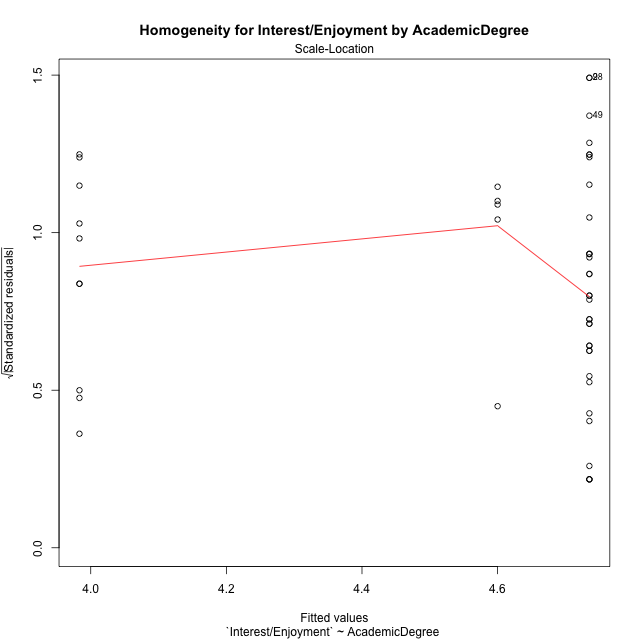 Homogeneity for Interest/Enjoyment by AcademicDegree
Scale-Location
√|Standardized residuals|
1.5
1.0
0.5
0.0
49
4.0 4.2 4.4 4.6
Fitted values
`Interest/Enjoyment` ~ AcademicDegree